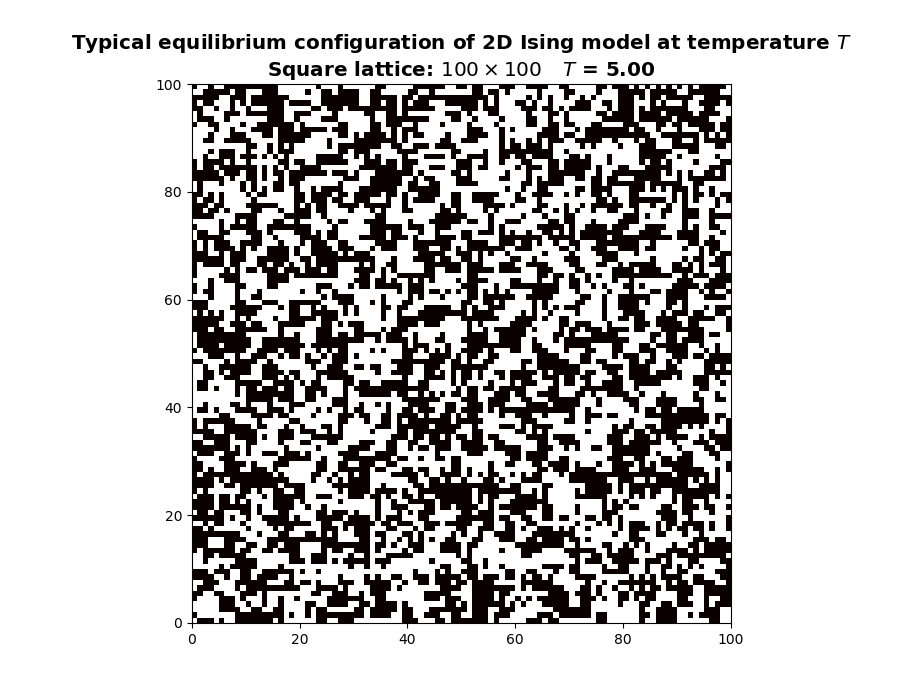 Typical equilibrium configuration of 2D Ising model at temperature T
Square lattice: 100 × 100 T = 5.00
100
80
60
40
20
0
0 20 40 60 80 100